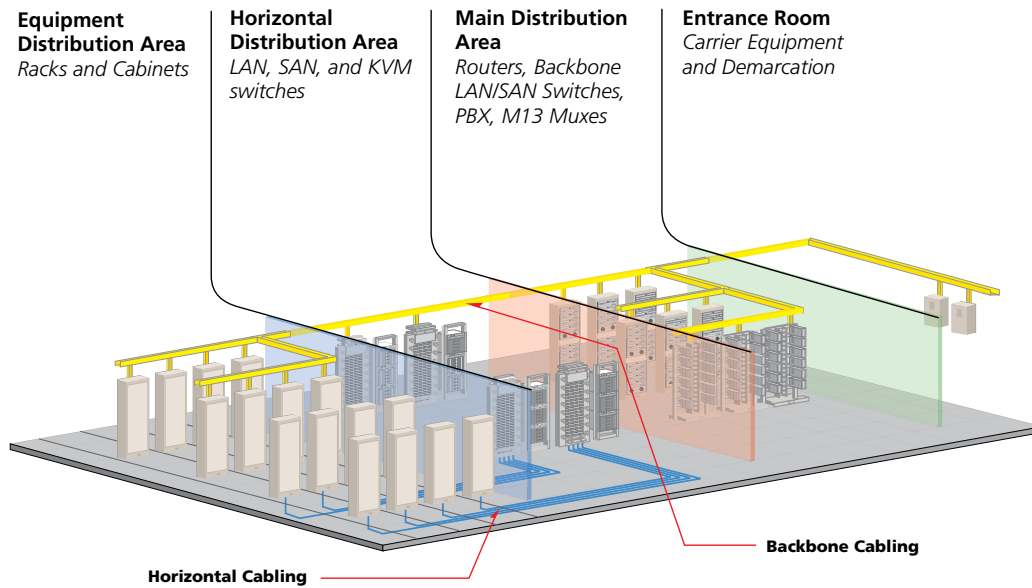 Equipment
Distribution Area
Racks and Cabinets
Horizontal
Distribution Area
LAN, SAN, and KVM
switches
Main Distribution
Area
Routers, Backbone
LAN/SAN Switches,
PBX, M13 Muxes
Entrance Room
Carrier Equipment
and Demarcation
Backbone Cabling
Horizontal Cabling